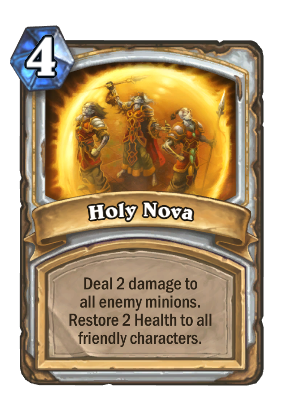 4
Holy Nova
Deal 2 damage to
all enemy minions.
Restore 2 Health to all
friendly characters.